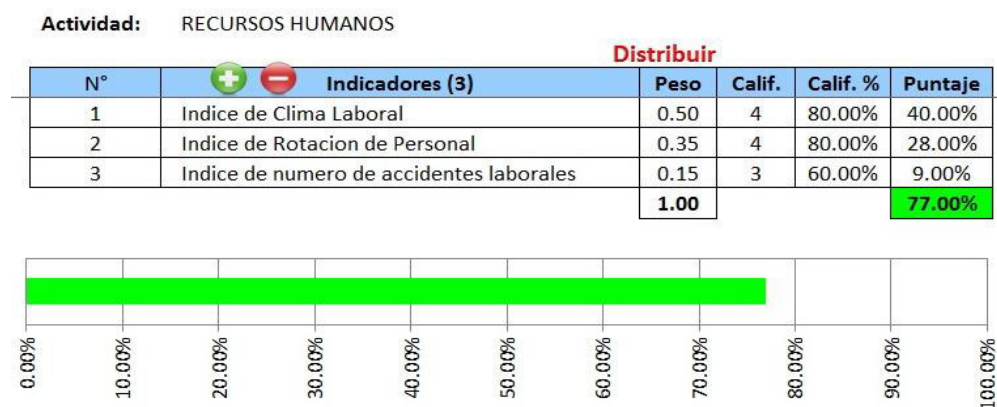 Actividad: RECURSOS HUMANOS
Distribuir
N° Indicadores (3) Peso Calif. Calif. % Puntaje
1 Indice de Clima Laboral 0.50 4 80.00% 40.00%
2 Indice de Rotacion de Personal 0.35 4 80.00% 28.00%
3 Indice de numero de accidentes laborales 0.15 3 60.00% 9.00%
1.00 77.00%
0.00% 10.00% 20.00% 30.00% 40.00% 50.00% 60.00% 70.00% 80.00% 90.00% 100.00%